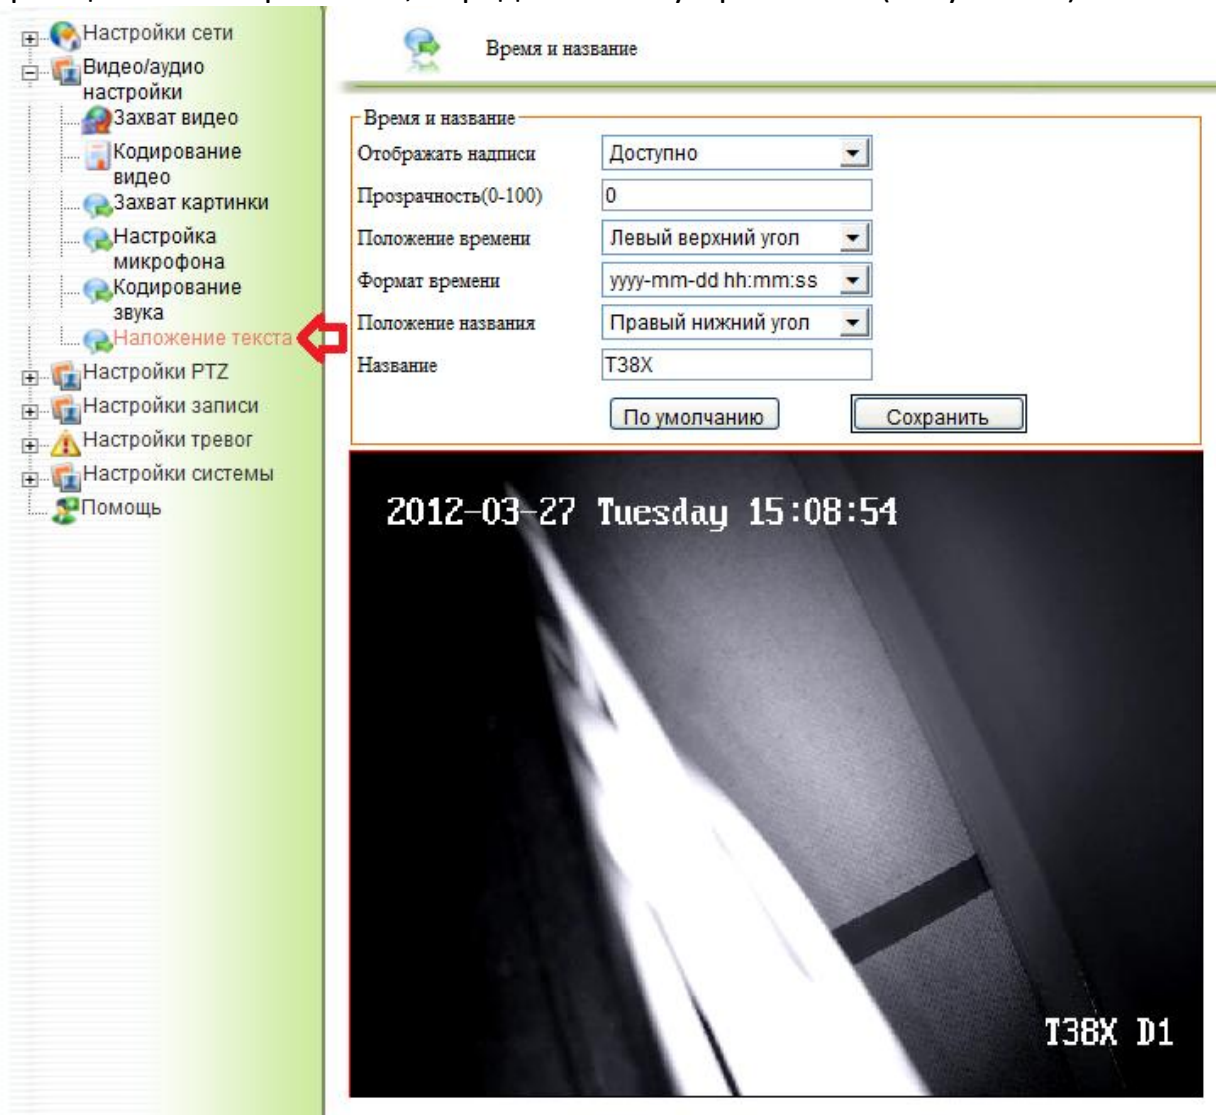 Настройки сети
Видео/аудио
настройки
Захват видео
Кодирование
видео
Захват картинки
Настройка
микрофона
Кодирование
звука
Наложение текста
Настройки PTZ
Настройки записи
Настройки тревог
Настройки системы
Помощь
Время и название
Время и название
Отображать надписи Доступно
Прозрачность(0-100) 0
Положение времени Левый верхний угол
Формат времени yyyy-mm-dd hh:mm:ss
Положение названия Правый нижний угол
Название T38X
По умолчанию Сохранить
2012-03-27 Tuesday 15:08:54
T38X D1